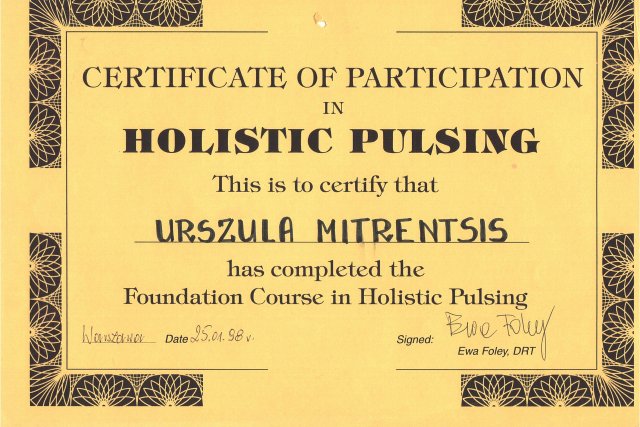 CERTIFICATE OF PARTICIPATION
IN
HOLISTIC PULSING
This is to certify that
URSZULA MITRENTSIS
has completed the
Foundation Course in Holistic Pulsing
Warszawa Date 25.01.98 r. Signed: Ewa Foley
Ewa Foley, DRT